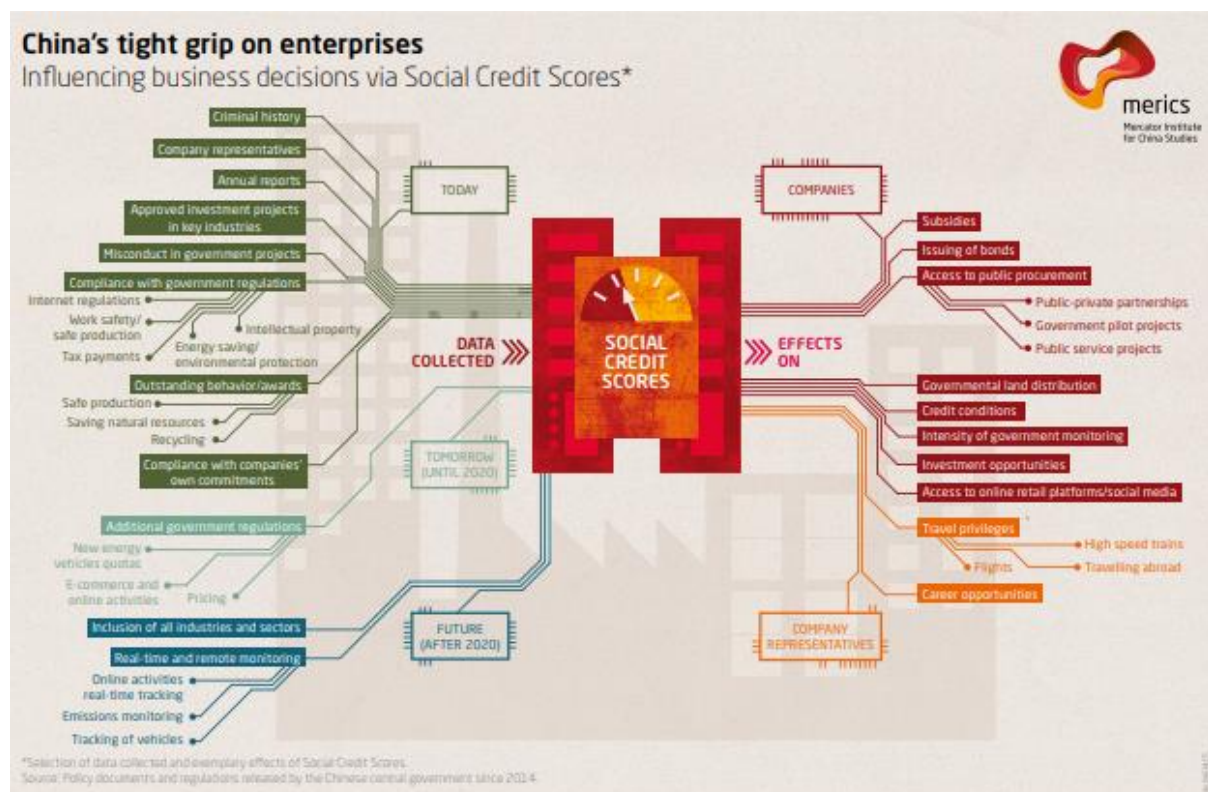 China's tight grip on enterprises
Influencing business decisions via Social Credit Scores*
merics
Mercator Institute
for China Studies
Criminal history
Company representatives
Annual reports
Approved investment projects
in key industries
Misconduct in government projects
Compliance with government regulations
Internet regulations
Work safety/
safe production
Tax payments
Energy saving/
environmental protection
Intellectual property
Outstanding behavior/awards
Safe production
Saving natural resources
Recycling
Compliance with companies'
own commitments
Additional government regulations
New energy
vehicles quotas
E-commerce and
online activities
Pricing
Inclusion of all industries and sectors
Real-time and remote monitoring
Online activities
real-time tracking
Emissions monitoring
Tracking of vehicles
TODAY
DATA
COLLECTED
TOMORROW
(UNTIL 2020)
FUTURE
(AFTER 2020)
SOCIAL
CREDIT
SCORES
EFFECTS
ON
COMPANIES
Subsidies
Issuing of bonds
Access to public procurement
Public-private partnerships
Government pilot projects
Public service projects
Governmental land distribution
Credit conditions
Intensity of government monitoring
Investment opportunities
Access to online retail platforms/social media
Travel privileges
High speed trains
Flights
Travelling abroad
Career opportunities
COMPANY
REPRESENTATIVES
*Selection of data collected and exemplary effects of Social Credit Scores.
Source: Policy documents and regulations released by the Chinese central government since 2014